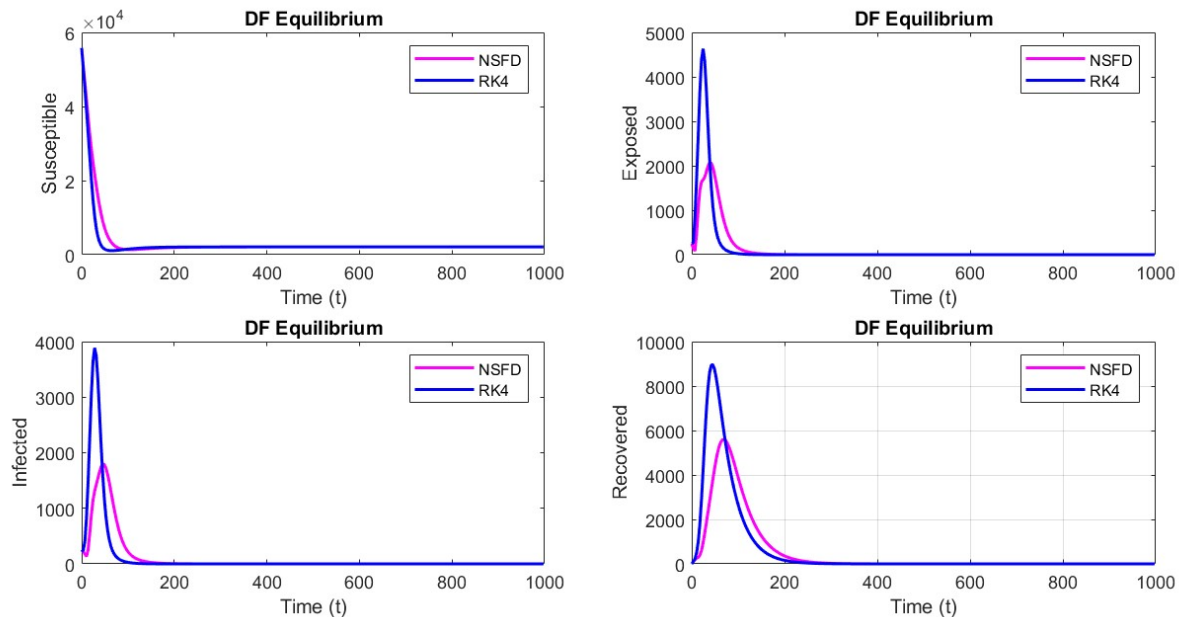 DF Equilibrium
×10⁴
6
4
2
0
Susceptible
0 200 400 600 800 1000
Time (t)
NSFD
RK4
DF Equilibrium
5000
4000
3000
2000
1000
0
Exposed
0 200 400 600 800 1000
Time (t)
NSFD
RK4
DF Equilibrium
4000
3000
2000
1000
0
Infected
0 200 400 600 800 1000
Time (t)
NSFD
RK4
DF Equilibrium
10000
8000
6000
4000
2000
0
Recovered
0 200 400 600 800 1000
Time (t)
NSFD
RK4